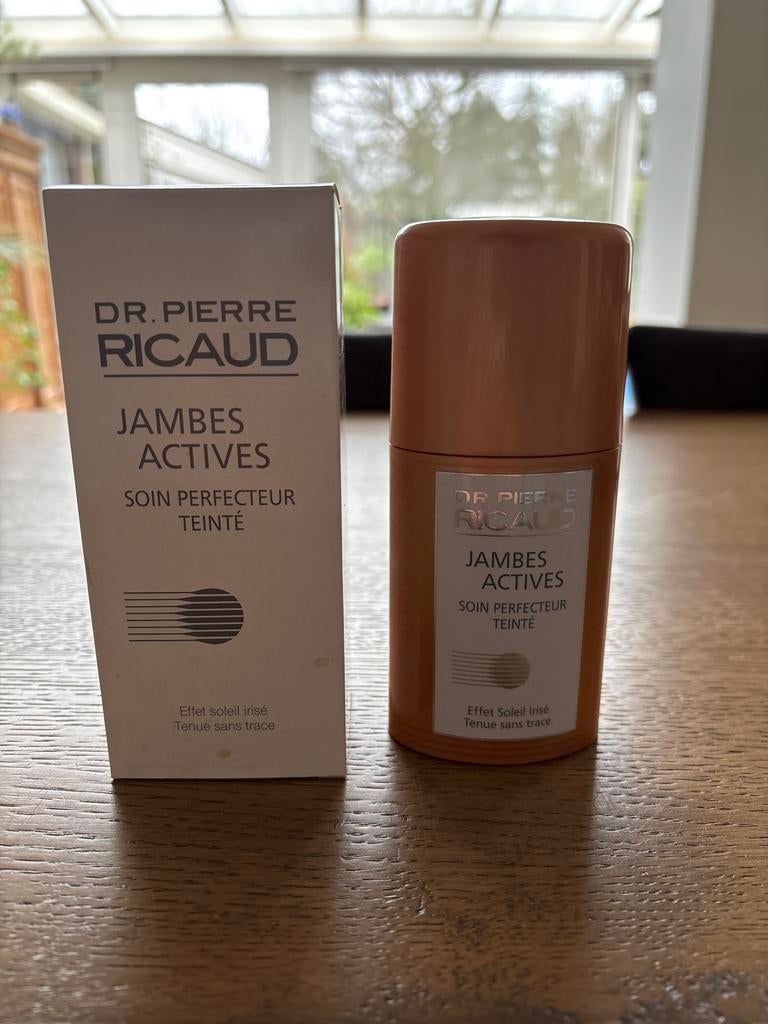 DR. PIERRE
RICAUD
JAMBES
ACTIVES
SOIN PERFECTEUR
TEINTÉ
Effet soleil irisé
Tenue sans trace
DR. PIERRE
RICAUD
JAMBES
ACTIVES
SOIN PERFECTEUR
TEINTÉ
Effet Soleil Irisé
Tenue sans trace